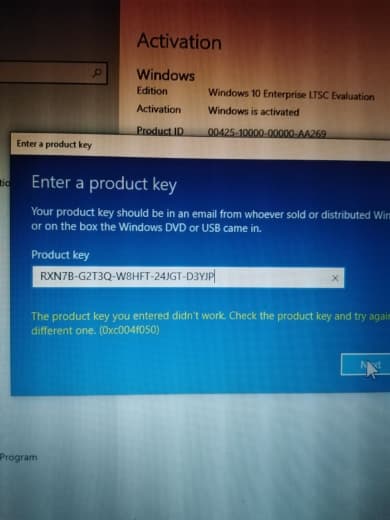 Activation
Windows
Edition Windows 10 Enterprise LTSC Evaluation
Activation Windows is activated
Product ID 00425-10000-00000-AA269
Enter a product key
Enter a product key
Your product key should be in an email from whoever sold or distributed Win
or on the box the Windows DVD or USB came in.
Product key
RXN7B-G2T3Q-W8HFT-24JGT-D3YJP
The product key you entered didn't work. Check the product key and try again
different one. (0xc004f050)
Next
Program